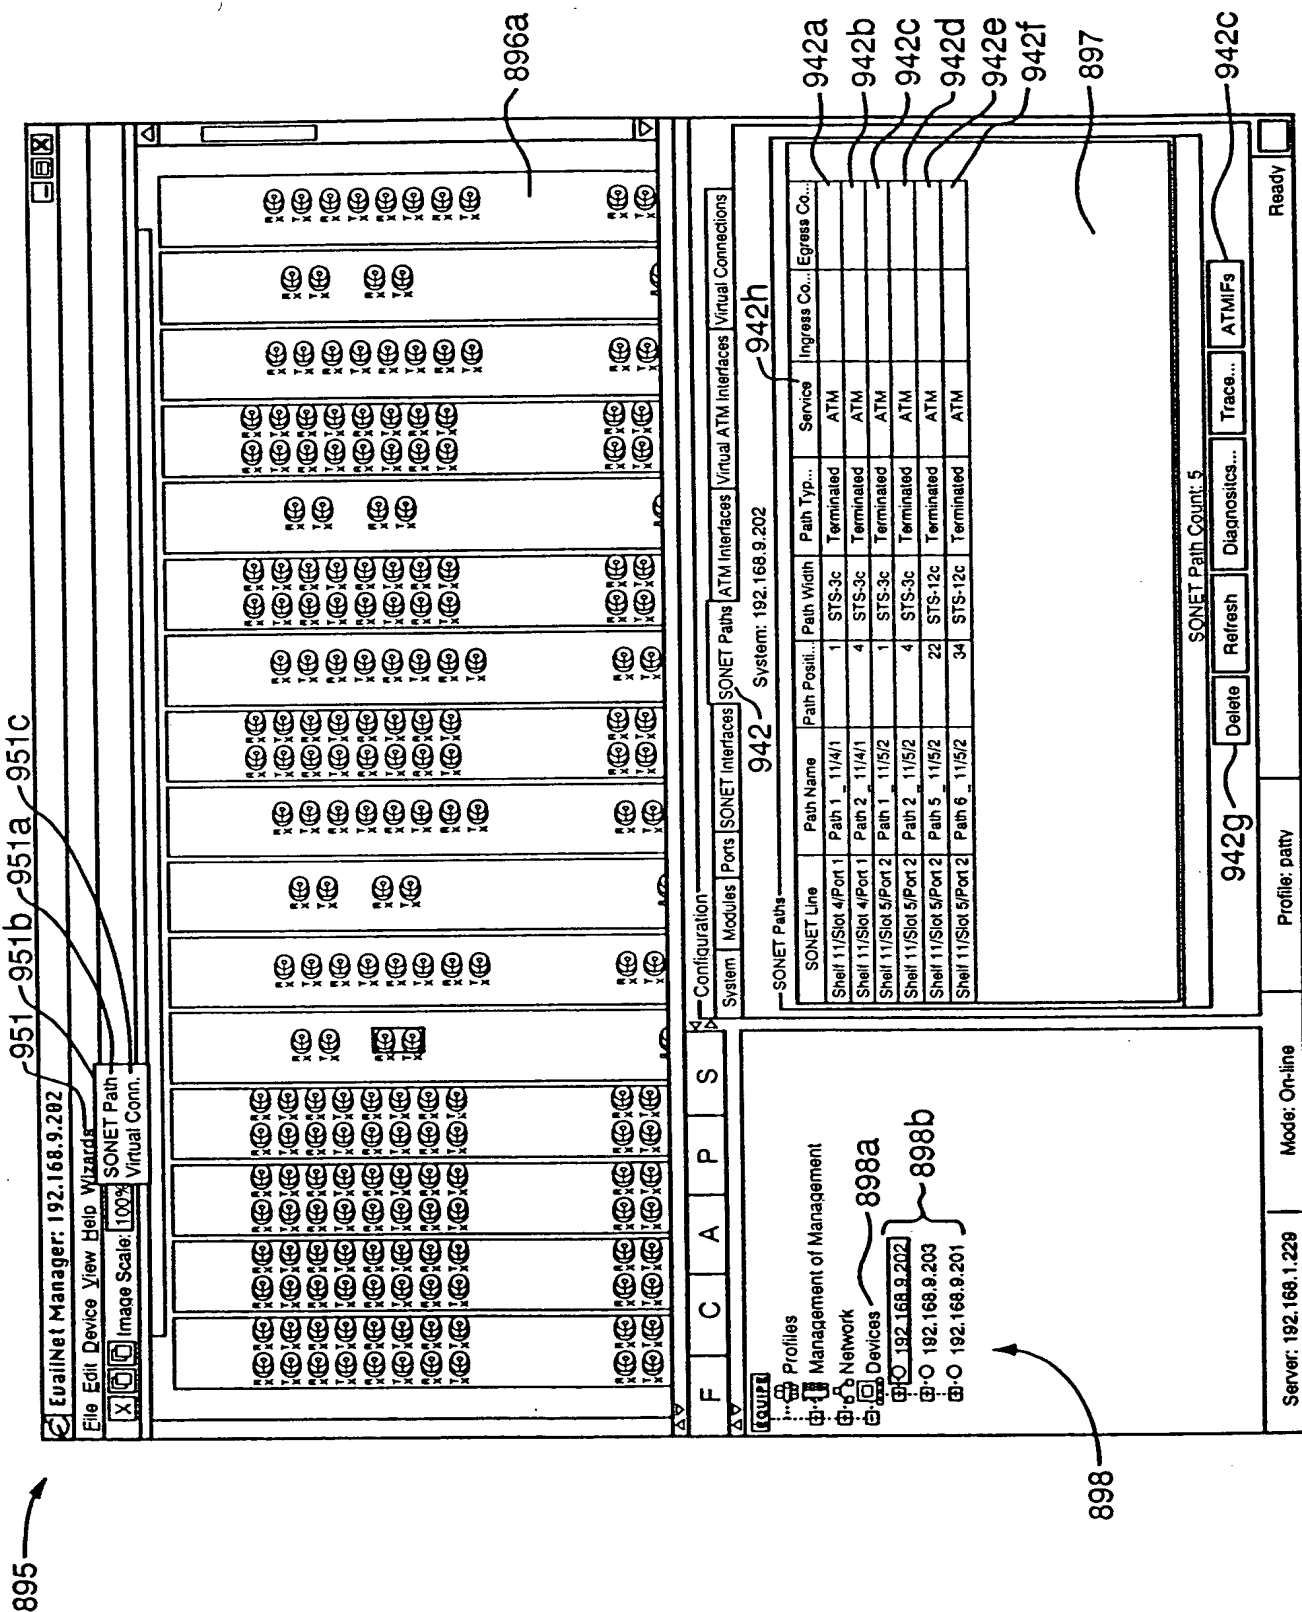 895
951
951b
951a
951c
EuailNet Manager: 192.168.9.202
File Edit Device View Help Wizards
SONET Path
Virtual Conn.
Image Scale: 100%
896a
F C A P S
EQUIPE
Profiles
Management of Management
Network
Devices
192.168.9.202
192.168.9.203
192.168.9.201
898a
898b
898
Configuration
System Modules Ports SONET Interfaces SONET Paths ATM Interfaces Virtual ATM Interfaces Virtual Connections
942
System: 192.168.9.202
942h
SONET Paths
SONET Line Path Name Path Positi... Path Width Path Typ... Service Ingress Co... Egress Co...
Shelf 11/Slot 4/Port 1 Path 1_ 11/4/1 1 STS-3c Terminated ATM
Shelf 11/Slot 4/Port 1 Path 2_ 11/4/1 4 STS-3c Terminated ATM
Shelf 11/Slot 5/Port 2 Path 1_ 11/5/2 1 STS-3c Terminated ATM
Shelf 11/Slot 5/Port 2 Path 2_ 11/5/2 4 STS-3c Terminated ATM
Shelf 11/Slot 5/Port 2 Path 5_ 11/5/2 22 STS-12c Terminated ATM
Shelf 11/Slot 5/Port 2 Path 6_ 11/5/2 34 STS-12c Terminated ATM
942a
942b
942c
942d
942e
942f
897
SONET Path Count: 5
942g
Delete Refresh Diagnositcs... Trace... ATMIFs
942c
Server: 192.168.1.229 Mode: On-line Profile: patty Ready